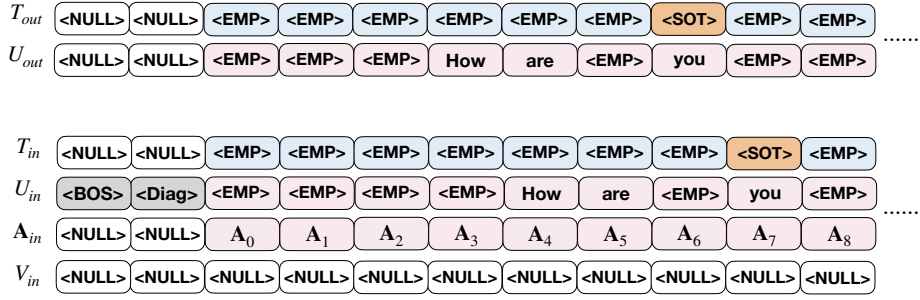 T_out <NULL> <NULL> <EMP> <EMP> <EMP> <EMP> <EMP> <EMP> <SOT> <EMP> <EMP>
U_out <NULL> <NULL> <EMP> <EMP> <EMP> How are <EMP> you <EMP> <EMP>
......
T_in <NULL> <NULL> <EMP> <EMP> <EMP> <EMP> <EMP> <EMP> <EMP> <SOT> <EMP>
U_in <BOS> <Diag> <EMP> <EMP> <EMP> <EMP> How are <EMP> you <EMP>
......
A_in <NULL> <NULL> A_0 A_1 A_2 A_3 A_4 A_5 A_6 A_7 A_8
V_in <NULL> <NULL> <NULL> <NULL> <NULL> <NULL> <NULL> <NULL> <NULL> <NULL> <NULL>